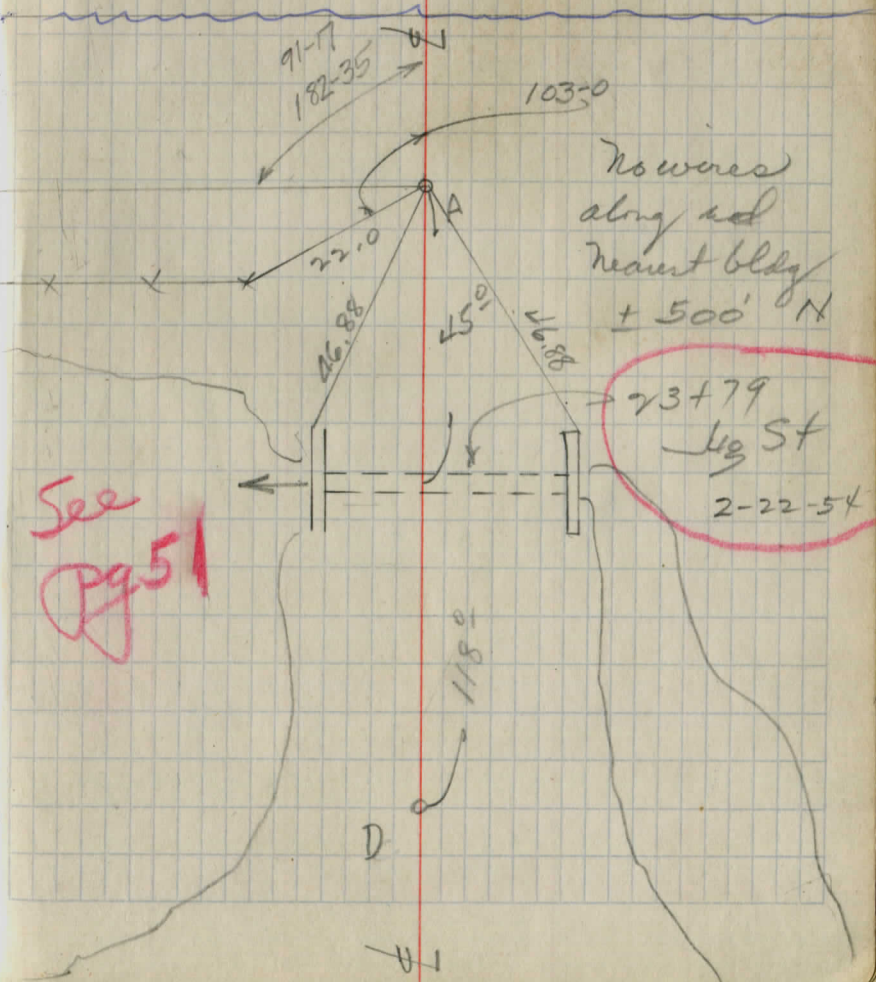 91-17
182-35
103-0
No wires
along rod
Nearest bldg
± 500' N
A
22.0
46.88
45.0
46.88
23+79
St
2-22-54
See
pg 51
118.0
D